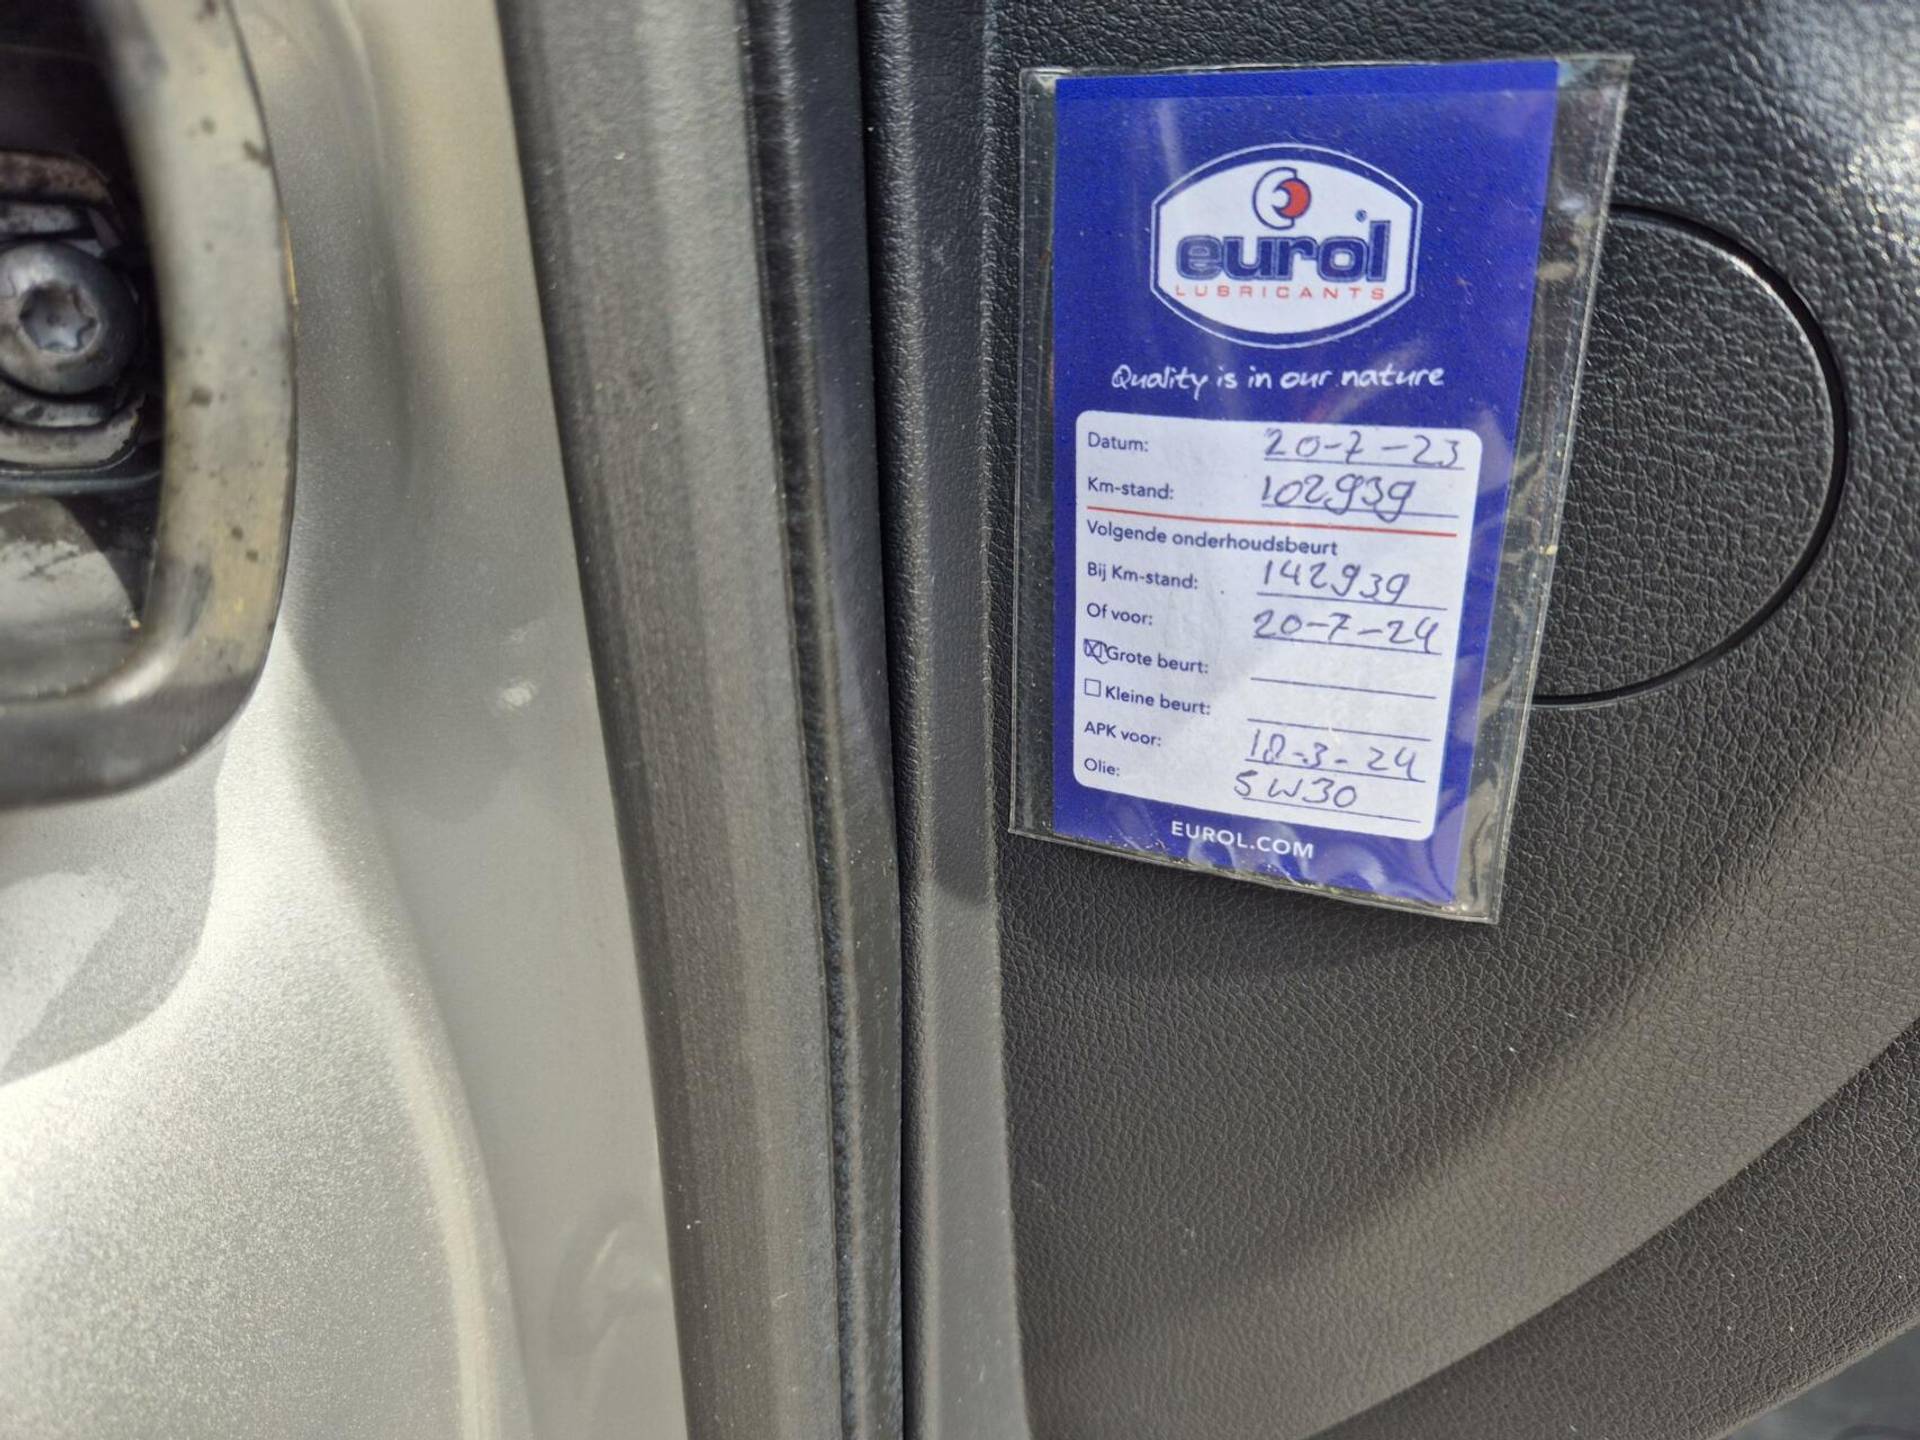 eurol®
LUBRICANTS
Quality is in our nature
Datum: 20-7-23
Km-stand: 102939
Volgende onderhoudsbeurt
Bij Km-stand: 142939
Of voor: 20-7-24
☒ Grote beurt:
☐ Kleine beurt:
APK voor: 18-3-24
Olie: 5W30
EUROL.COM